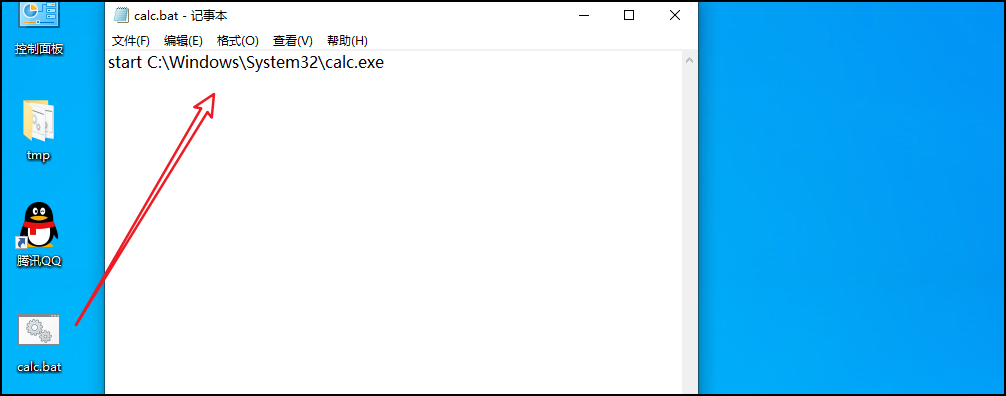 控制面板
tmp
腾讯QQ
calc.bat
calc.bat - 记事本
文件(F) 编辑(E) 格式(O) 查看(V) 帮助(H)
start C:\Windows\System32\calc.exe